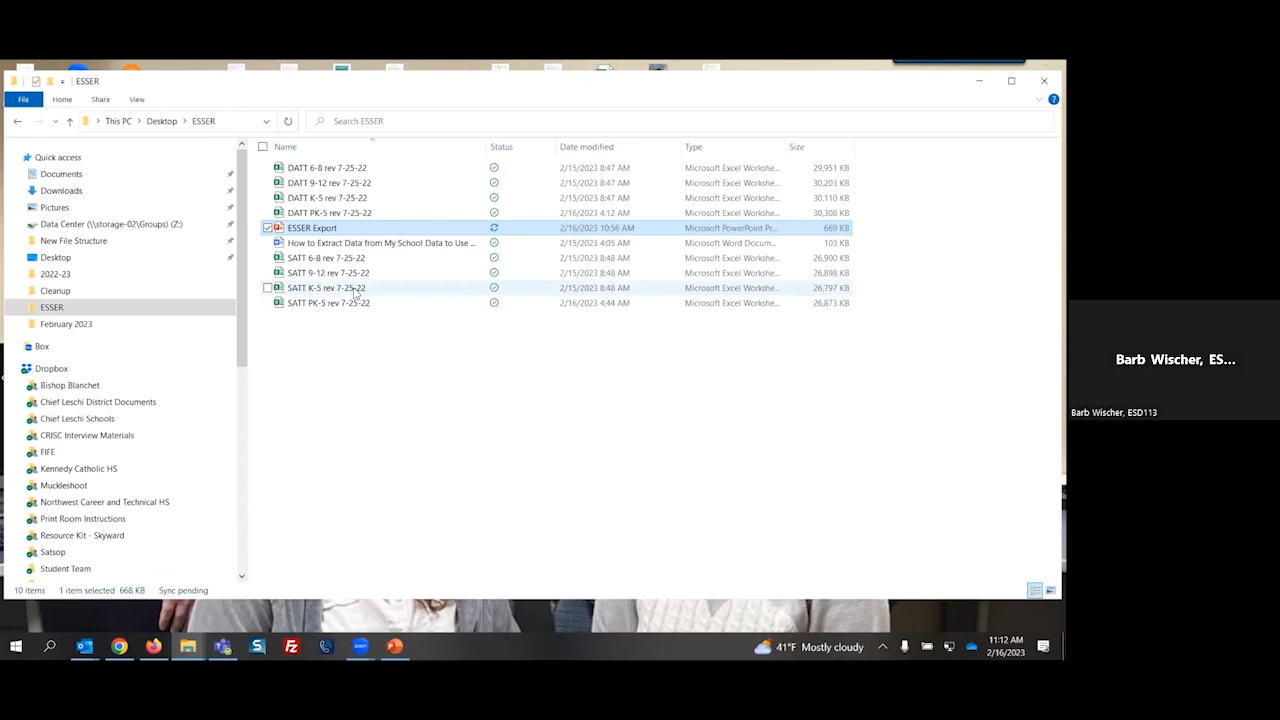 ESSER
File Home Share View
This PC > Desktop > ESSER
Search ESSER
Name Status Date modified Type Size
Quick access
Documents
Downloads
Pictures
Data Center (\\storage-02\Groups) (Z:)
New File Structure
Desktop
2022-23
Cleanup
ESSER
February 2023
Box
Dropbox
Bishop Blanchet
Chief Leschi District Documents
Chief Leschi Schools
CRISC Interview Materials
FIFE
Kennedy Catholic HS
Muckleshoot
Northwest Career and Technical HS
Print Room Instructions
Resource Kit - Skyward
Satsop
Student Team
DATT 6-8 rev 7-25-22 2/15/2023 8:47 AM Microsoft Excel Workshe... 29,951 KB
DATT 9-12 rev 7-25-22 2/15/2023 8:47 AM Microsoft Excel Workshe... 30,203 KB
DATT K-5 rev 7-25-22 2/15/2023 8:47 AM Microsoft Excel Workshe... 30,110 KB
DATT PK-5 rev 7-25-22 2/16/2023 4:12 AM Microsoft Excel Workshe... 30,308 KB
ESSER Export 2/16/2023 10:56 AM Microsoft PowerPoint Pr... 669 KB
How to Extract Data from My School Data to Use ... 2/15/2023 4:05 AM Microsoft Word Docum... 103 KB
SATT 6-8 rev 7-25-22 2/15/2023 8:48 AM Microsoft Excel Workshe... 26,900 KB
SATT 9-12 rev 7-25-22 2/15/2023 8:48 AM Microsoft Excel Workshe... 26,898 KB
SATT K-5 rev 7-25-22 2/15/2023 8:48 AM Microsoft Excel Workshe... 26,797 KB
SATT PK-5 rev 7-25-22 2/16/2023 4:44 AM Microsoft Excel Workshe... 26,873 KB
10 items 1 item selected 668 KB Sync pending
41°F Mostly cloudy
11:12 AM
2/16/2023
Barb Wischer, ES...
Barb Wischer, ESD113